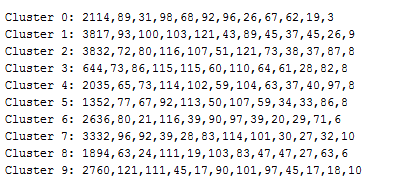 Cluster 0: 2114,89,31,98,68,92,96,26,67,62,19,3
Cluster 1: 3817,93,100,103,121,43,89,45,37,45,26,9
Cluster 2: 3832,72,80,116,107,51,121,73,38,37,87,8
Cluster 3: 644,73,86,115,115,60,110,64,61,28,82,8
Cluster 4: 2035,65,73,114,102,59,104,63,37,40,97,8
Cluster 5: 1352,77,67,92,113,50,107,59,34,33,86,8
Cluster 6: 2636,80,21,116,39,90,97,39,20,29,71,6
Cluster 7: 3332,96,92,39,28,83,114,101,30,27,32,10
Cluster 8: 1894,63,24,111,19,103,83,47,47,27,63,6
Cluster 9: 2760,121,111,45,17,90,101,97,45,17,18,10